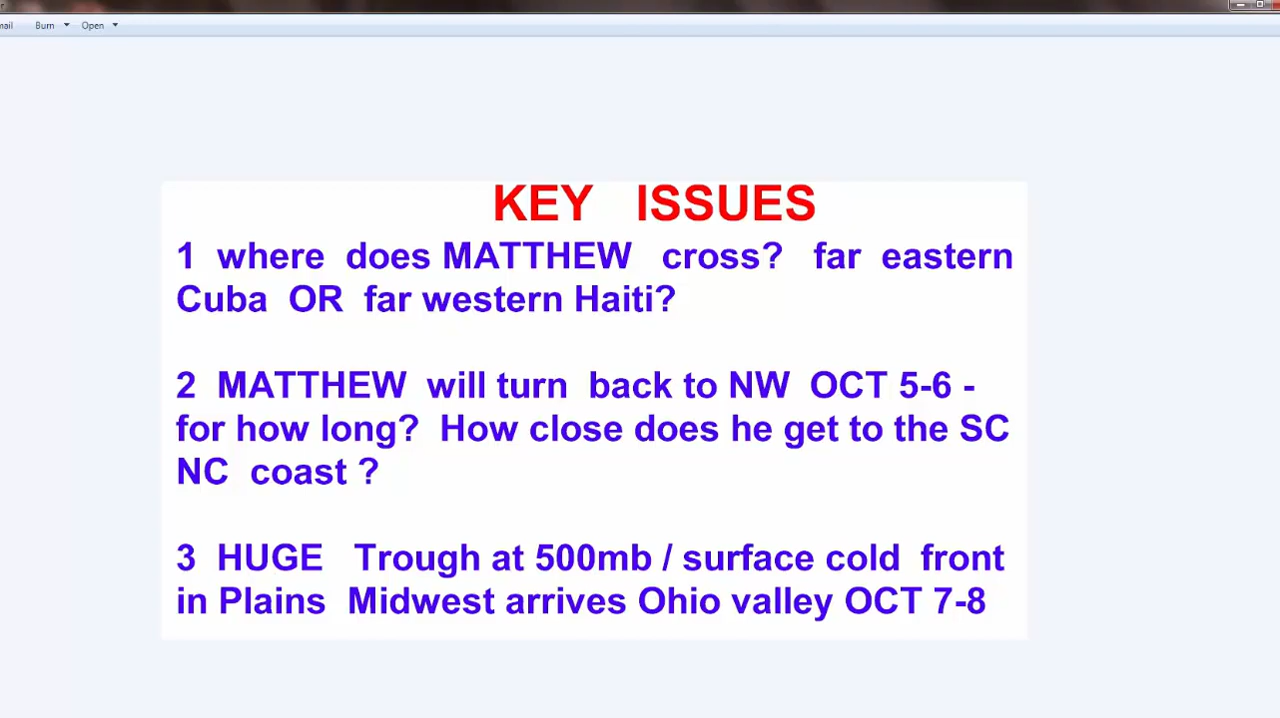 Burn Open
KEY ISSUES
1 where does MATTHEW cross? far eastern
Cuba OR far western Haiti?
2 MATTHEW will turn back to NW OCT 5-6 -
for how long? How close does he get to the SC
NC coast ?
3 HUGE Trough at 500mb / surface cold front
in Plains Midwest arrives Ohio valley OCT 7-8